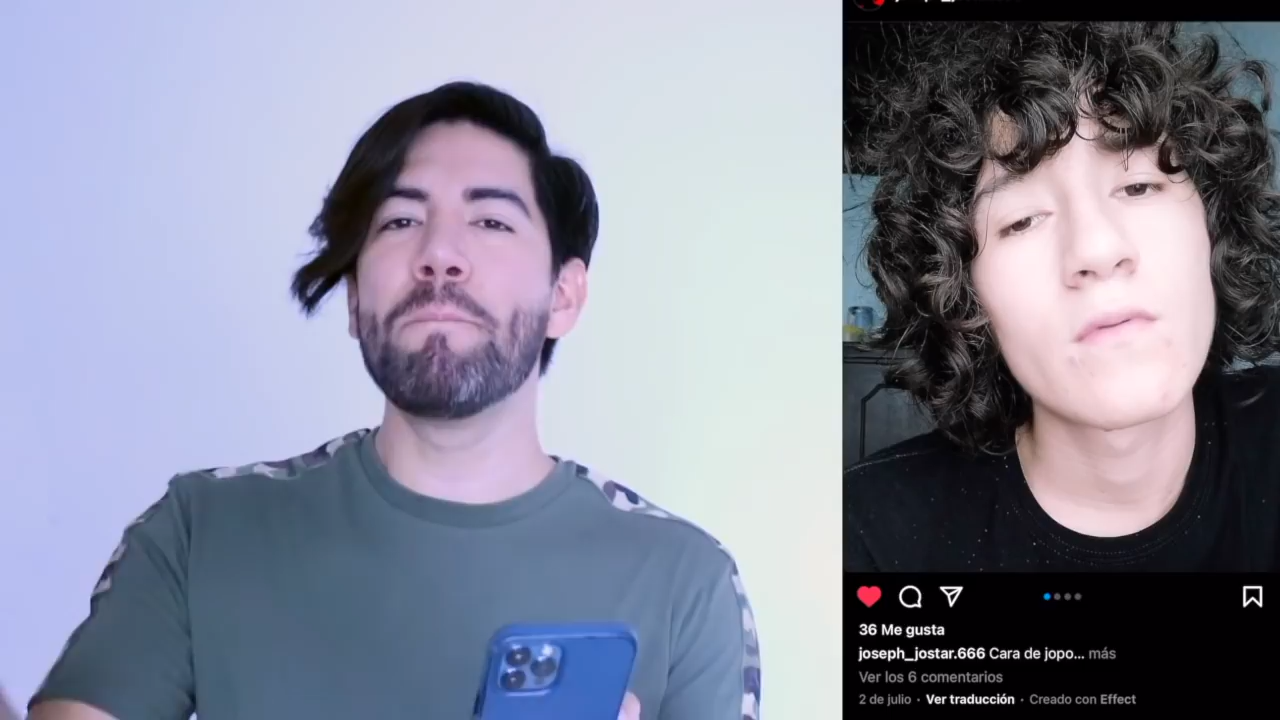 36 Me gusta
joseph_jostar.666 Cara de jopo... más
Ver los 6 comentarios
2 de julio · Ver traducción · Creado con Effect